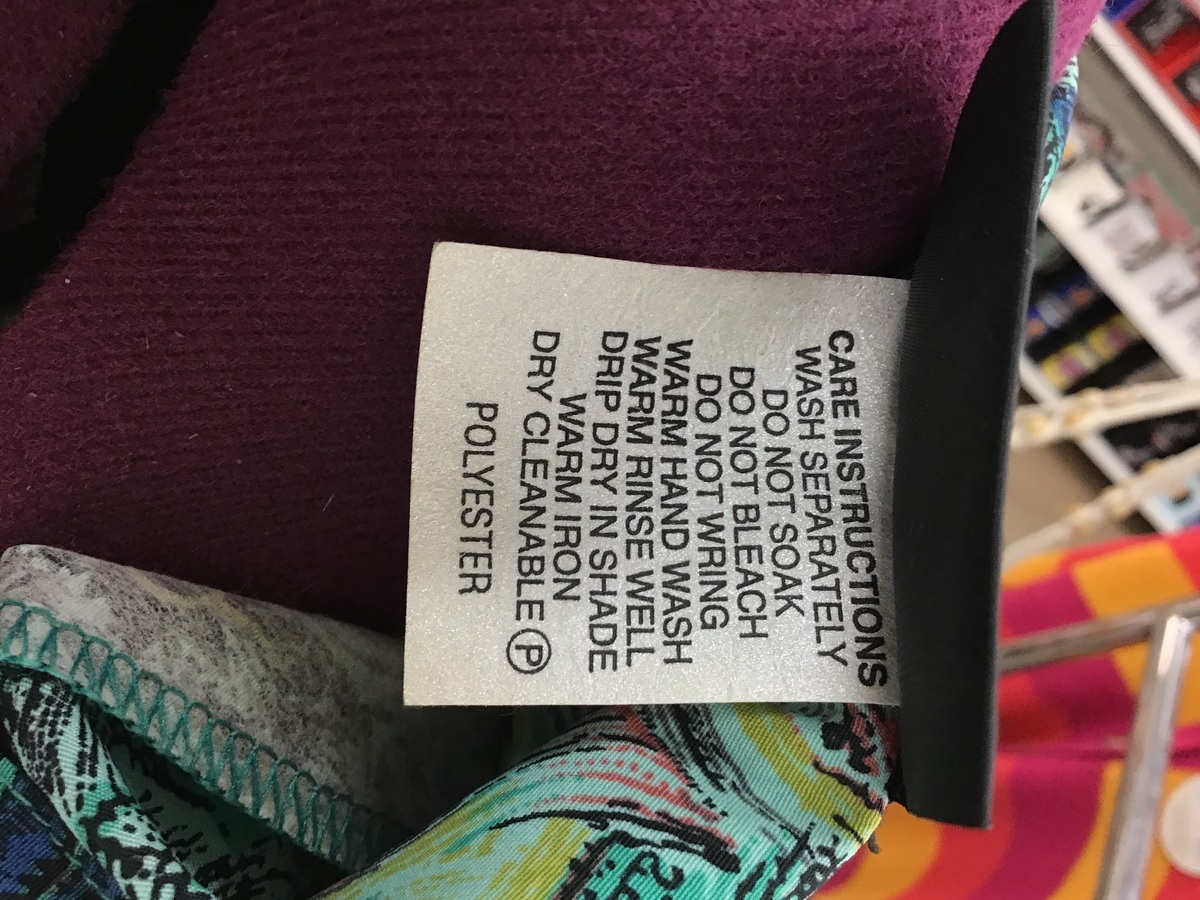 CARE INSTRUCTIONS
WASH SEPARATELY
DO NOT SOAK
DO NOT BLEACH
DO NOT WRING
WARM HAND WASH
WARM RINSE WELL
DRIP DRY IN SHADE
WARM IRON
DRY CLEANABLE Ⓟ
POLYESTER